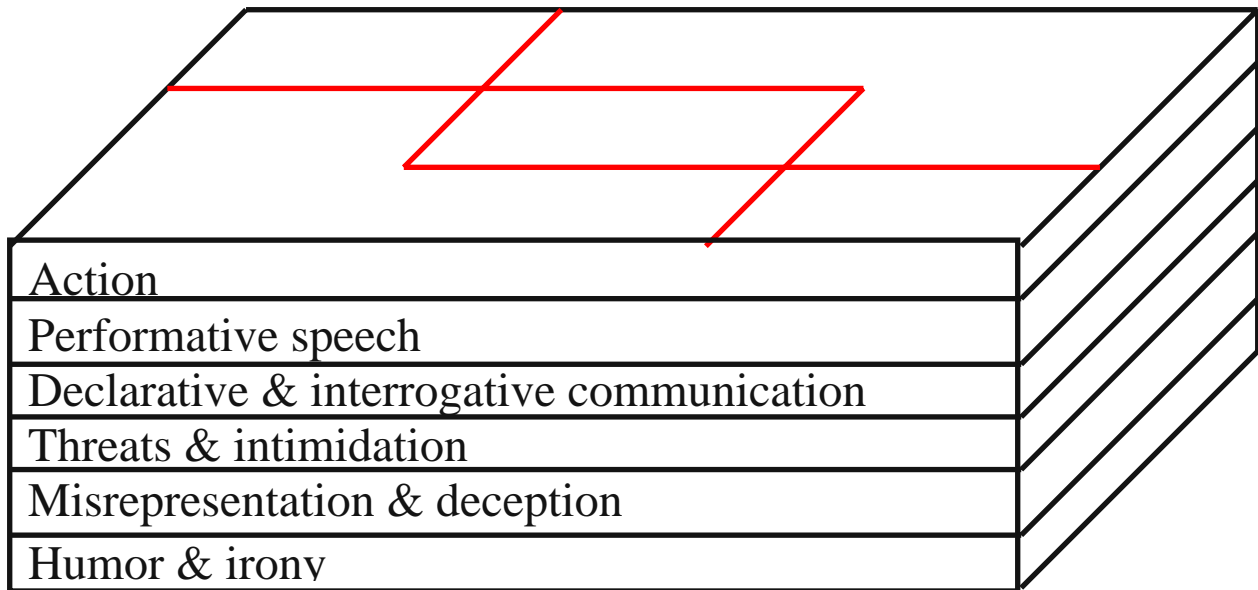 Action
Performative speech
Declarative & interrogative communication
Threats & intimidation
Misrepresentation & deception
Humor & irony